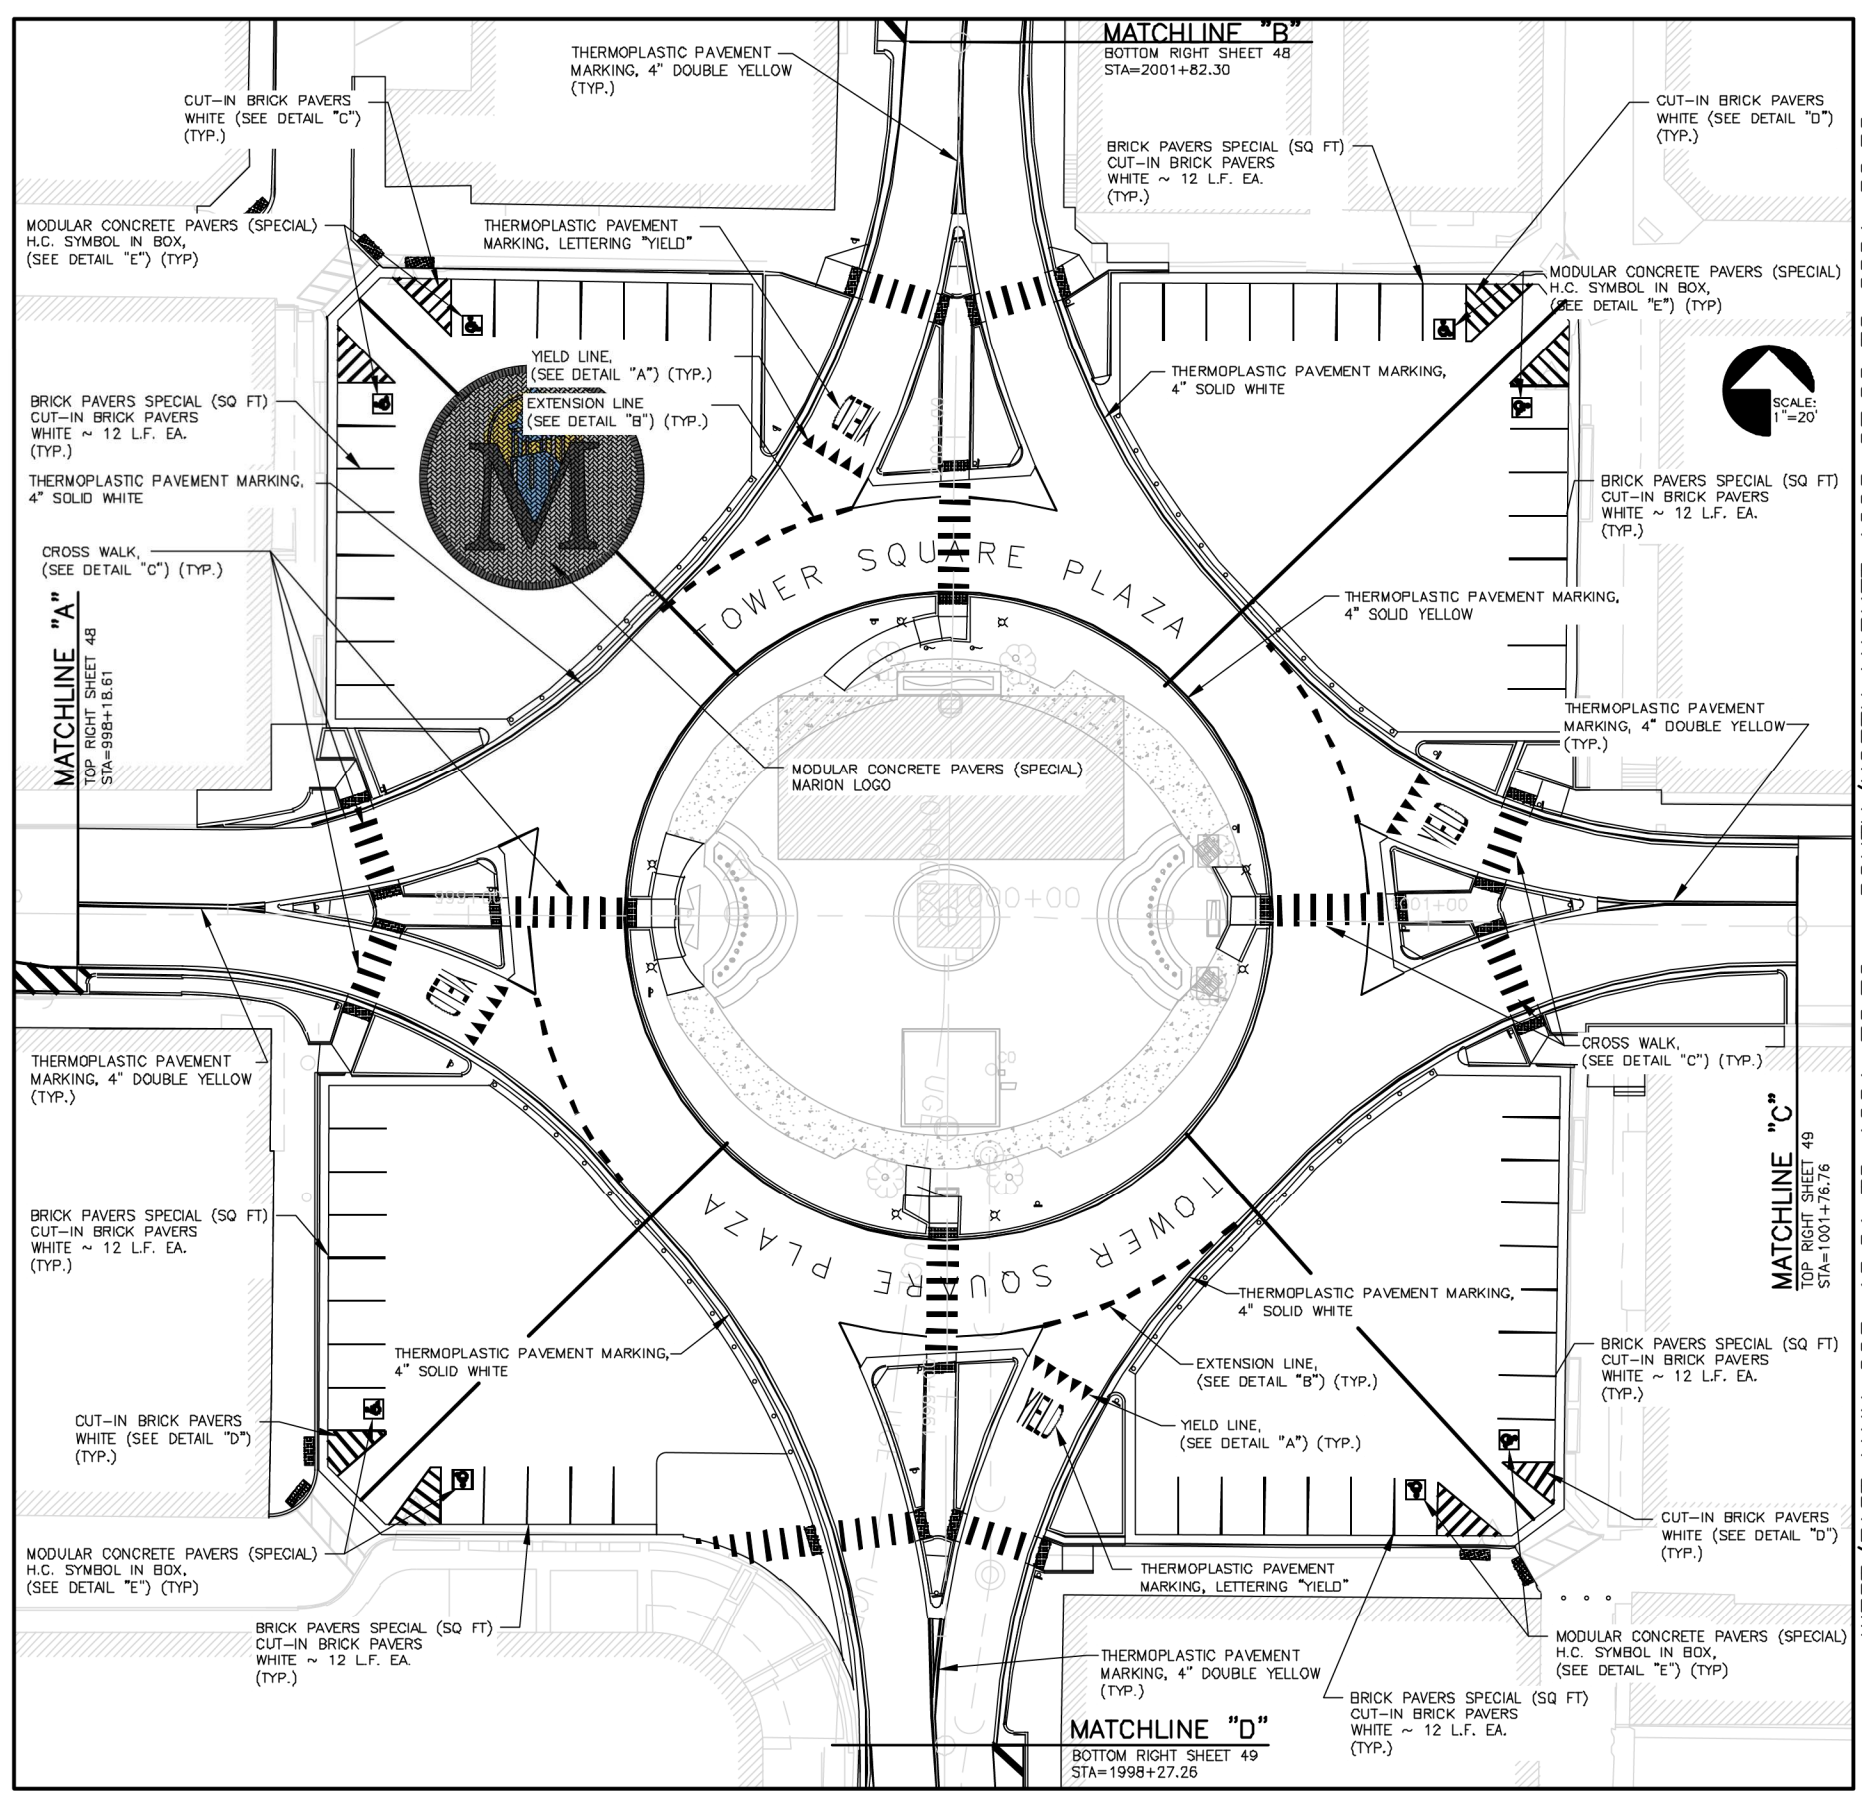 MATCHLINE "B"
BOTTOM RIGHT SHEET 48
STA=2001+82.30
THERMOPLASTIC PAVEMENT
MARKING, 4" DOUBLE YELLOW
(TYP.)
CUT-IN BRICK PAVERS
WHITE (SEE DETAIL "C")
(TYP.)
CUT-IN BRICK PAVERS
WHITE (SEE DETAIL "D")
(TYP.)
BRICK PAVERS SPECIAL (SQ FT)
CUT-IN BRICK PAVERS
WHITE ~ 12 L.F. EA.
(TYP.)
MODULAR CONCRETE PAVERS (SPECIAL)
H.C. SYMBOL IN BOX,
(SEE DETAIL "E") (TYP)
THERMOPLASTIC PAVEMENT
MARKING, LETTERING "YIELD"
MODULAR CONCRETE PAVERS (SPECIAL)
H.C. SYMBOL IN BOX,
(SEE DETAIL "E") (TYP)
YIELD LINE,
(SEE DETAIL "A") (TYP.)
EXTENSION LINE
(SEE DETAIL "B") (TYP.)
THERMOPLASTIC PAVEMENT MARKING,
4" SOLID WHITE
SCALE:
1"=20'
BRICK PAVERS SPECIAL (SQ FT)
CUT-IN BRICK PAVERS
WHITE ~ 12 L.F. EA.
(TYP.)
M
YIELD
THERMOPLASTIC PAVEMENT MARKING,
4" SOLID WHITE
BRICK PAVERS SPECIAL (SQ FT)
CUT-IN BRICK PAVERS
WHITE ~ 12 L.F. EA.
(TYP.)
CROSS WALK,
(SEE DETAIL "C") (TYP.)
TOWER SQUARE PLAZA
THERMOPLASTIC PAVEMENT MARKING,
4" SOLID YELLOW
MATCHLINE "A"
TOP RIGHT SHEET 48
STA=998+18.61
THERMOPLASTIC PAVEMENT
MARKING, 4" DOUBLE YELLOW
(TYP.)
MODULAR CONCRETE PAVERS (SPECIAL)
MARION LOGO
YIELD
999+00
1000+00
1001+00
YIELD
THERMOPLASTIC PAVEMENT
MARKING, 4" DOUBLE YELLOW
(TYP.)
CROSS WALK,
(SEE DETAIL "C") (TYP.)
CO
UGE
MATCHLINE "C"
TOP RIGHT SHEET 49
STA=1001+76.76
BRICK PAVERS SPECIAL (SQ FT)
CUT-IN BRICK PAVERS
WHITE ~ 12 L.F. EA.
(TYP.)
TOWER SQUARE PLAZA
THERMOPLASTIC PAVEMENT MARKING,
4" SOLID WHITE
THERMOPLASTIC PAVEMENT MARKING,
4" SOLID WHITE
EXTENSION LINE,
(SEE DETAIL "B") (TYP.)
BRICK PAVERS SPECIAL (SQ FT)
CUT-IN BRICK PAVERS
WHITE ~ 12 L.F. EA.
(TYP.)
CUT-IN BRICK PAVERS
WHITE (SEE DETAIL "D")
(TYP.)
YIELD
YIELD LINE,
(SEE DETAIL "A") (TYP.)
CUT-IN BRICK PAVERS
WHITE (SEE DETAIL "D")
(TYP.)
MODULAR CONCRETE PAVERS (SPECIAL)
H.C. SYMBOL IN BOX,
(SEE DETAIL "E") (TYP)
THERMOPLASTIC PAVEMENT
MARKING, LETTERING "YIELD"
BRICK PAVERS SPECIAL (SQ FT)
CUT-IN BRICK PAVERS
WHITE ~ 12 L.F. EA.
(TYP.)
MODULAR CONCRETE PAVERS (SPECIAL)
H.C. SYMBOL IN BOX,
(SEE DETAIL "E") (TYP)
THERMOPLASTIC PAVEMENT
MARKING, 4" DOUBLE YELLOW
(TYP.)
BRICK PAVERS SPECIAL (SQ FT)
CUT-IN BRICK PAVERS
WHITE ~ 12 L.F. EA.
(TYP.)
MATCHLINE "D"
BOTTOM RIGHT SHEET 49
STA=1998+27.26